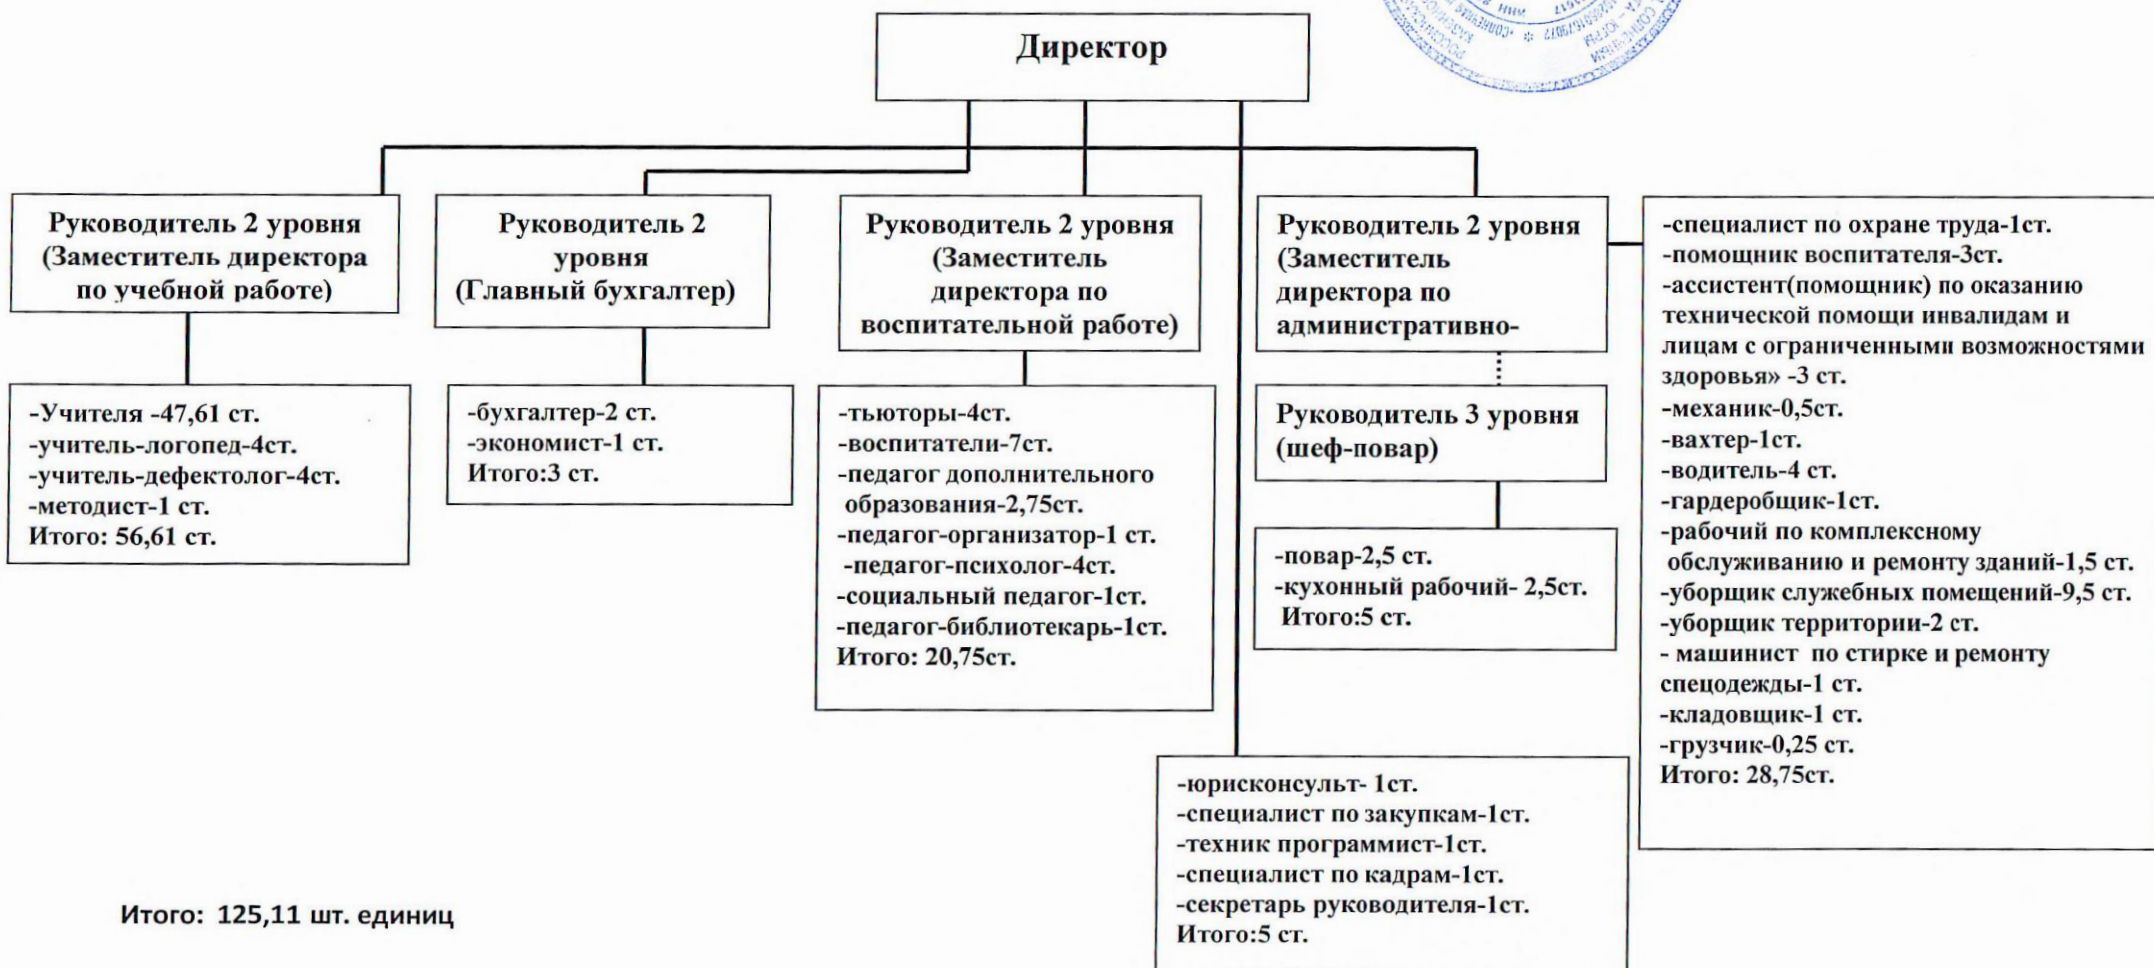 Директор
Руководитель 2 уровня
(Заместитель директора
по учебной работе)
-Учителя -47,61 ст.
-учитель-логопед-4ст.
-учитель-дефектолог-4ст.
-методист-1 ст.
Итого: 56,61 ст.
Руководитель 2
уровня
(Главный бухгалтер)
-бухгалтер-2 ст.
-экономист-1 ст.
Итого:3 ст.
Руководитель 2 уровня
(Заместитель
директора по
воспитательной работе)
-тьюторы-4ст.
-воспитатели-7ст.
-педагог дополнительного
образования-2,75ст.
-педагог-организатор-1 ст.
-педагог-психолог-4ст.
-социальный педагог-1ст.
-педагог-библиотекарь-1ст.
Итого: 20,75ст.
Руководитель 2 уровня
(Заместитель
директора по
административно-
Руководитель 3 уровня
(шеф-повар)
-повар-2,5 ст.
-кухонный рабочий- 2,5ст.
Итого:5 ст.
-специалист по охране труда-1ст.
-помощник воспитателя-3ст.
-ассистент(помощник) по оказанию
технической помощи инвалидам и
лицам с ограниченными возможностями
здоровья» -3 ст.
-механик-0,5ст.
-вахтер-1ст.
-водитель-4 ст.
-гардеробщик-1ст.
-рабочий по комплексному
обслуживанию и ремонту зданий-1,5 ст.
-уборщик служебных помещений-9,5 ст.
-уборщик территории-2 ст.
- машинист по стирке и ремонту
спецодежды-1 ст.
-кладовщик-1 ст.
-грузчик-0,25 ст.
Итого: 28,75ст.
-юрисконсульт- 1ст.
-специалист по закупкам-1ст.
-техник программист-1ст.
-специалист по кадрам-1ст.
-секретарь руководителя-1ст.
Итого:5 ст.
Итого: 125,11 шт. единиц